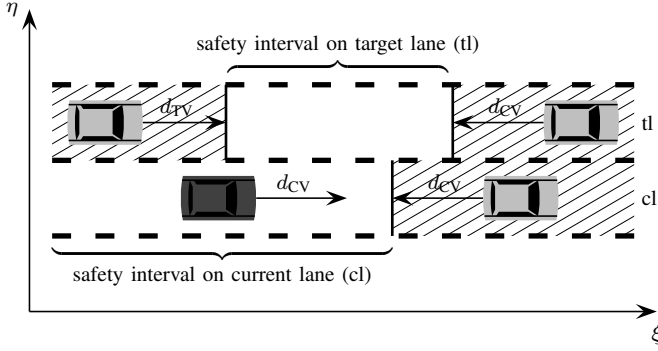 η
safety interval on target lane (tl)
d_TV
d_CV
tl
d_CV
d_CV
cl
safety interval on current lane (cl)
ξ